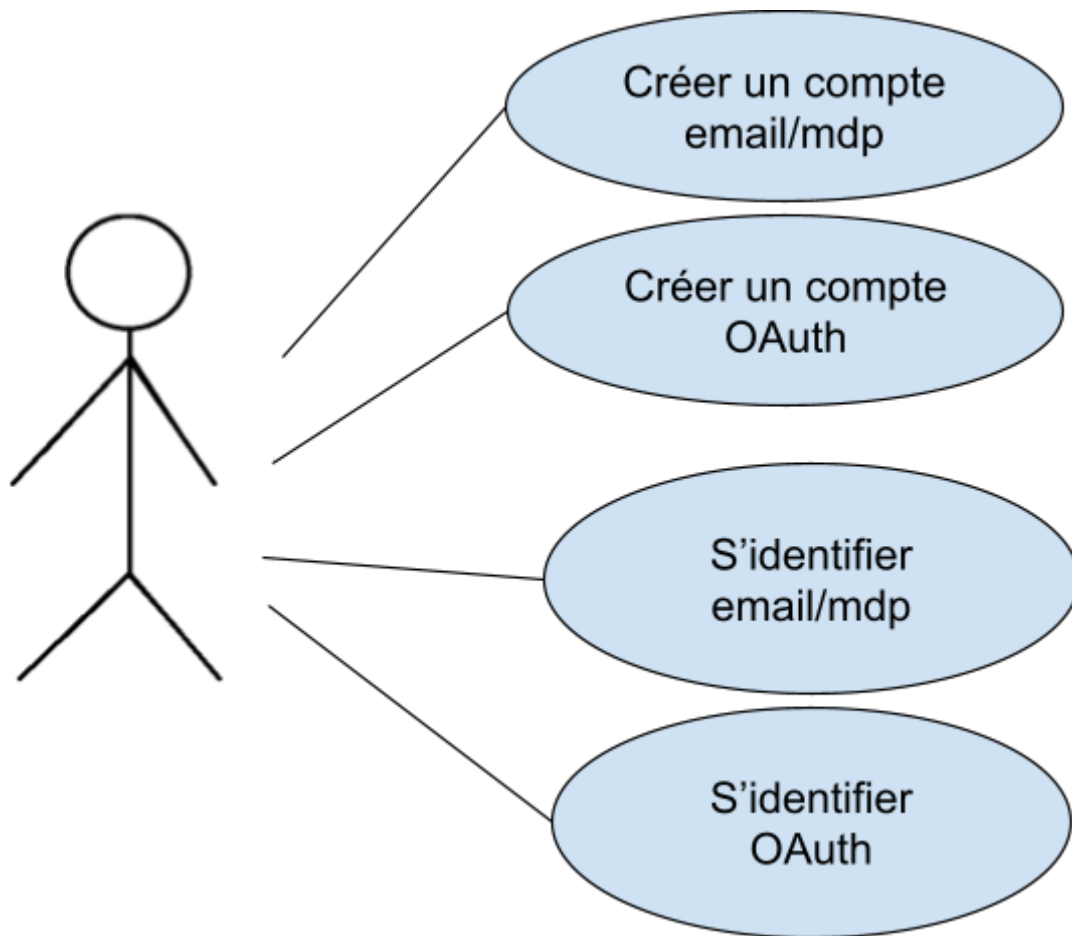 Créer un compte
email/mdp
Créer un compte
OAuth
S’identifier
email/mdp
S’identifier
OAuth